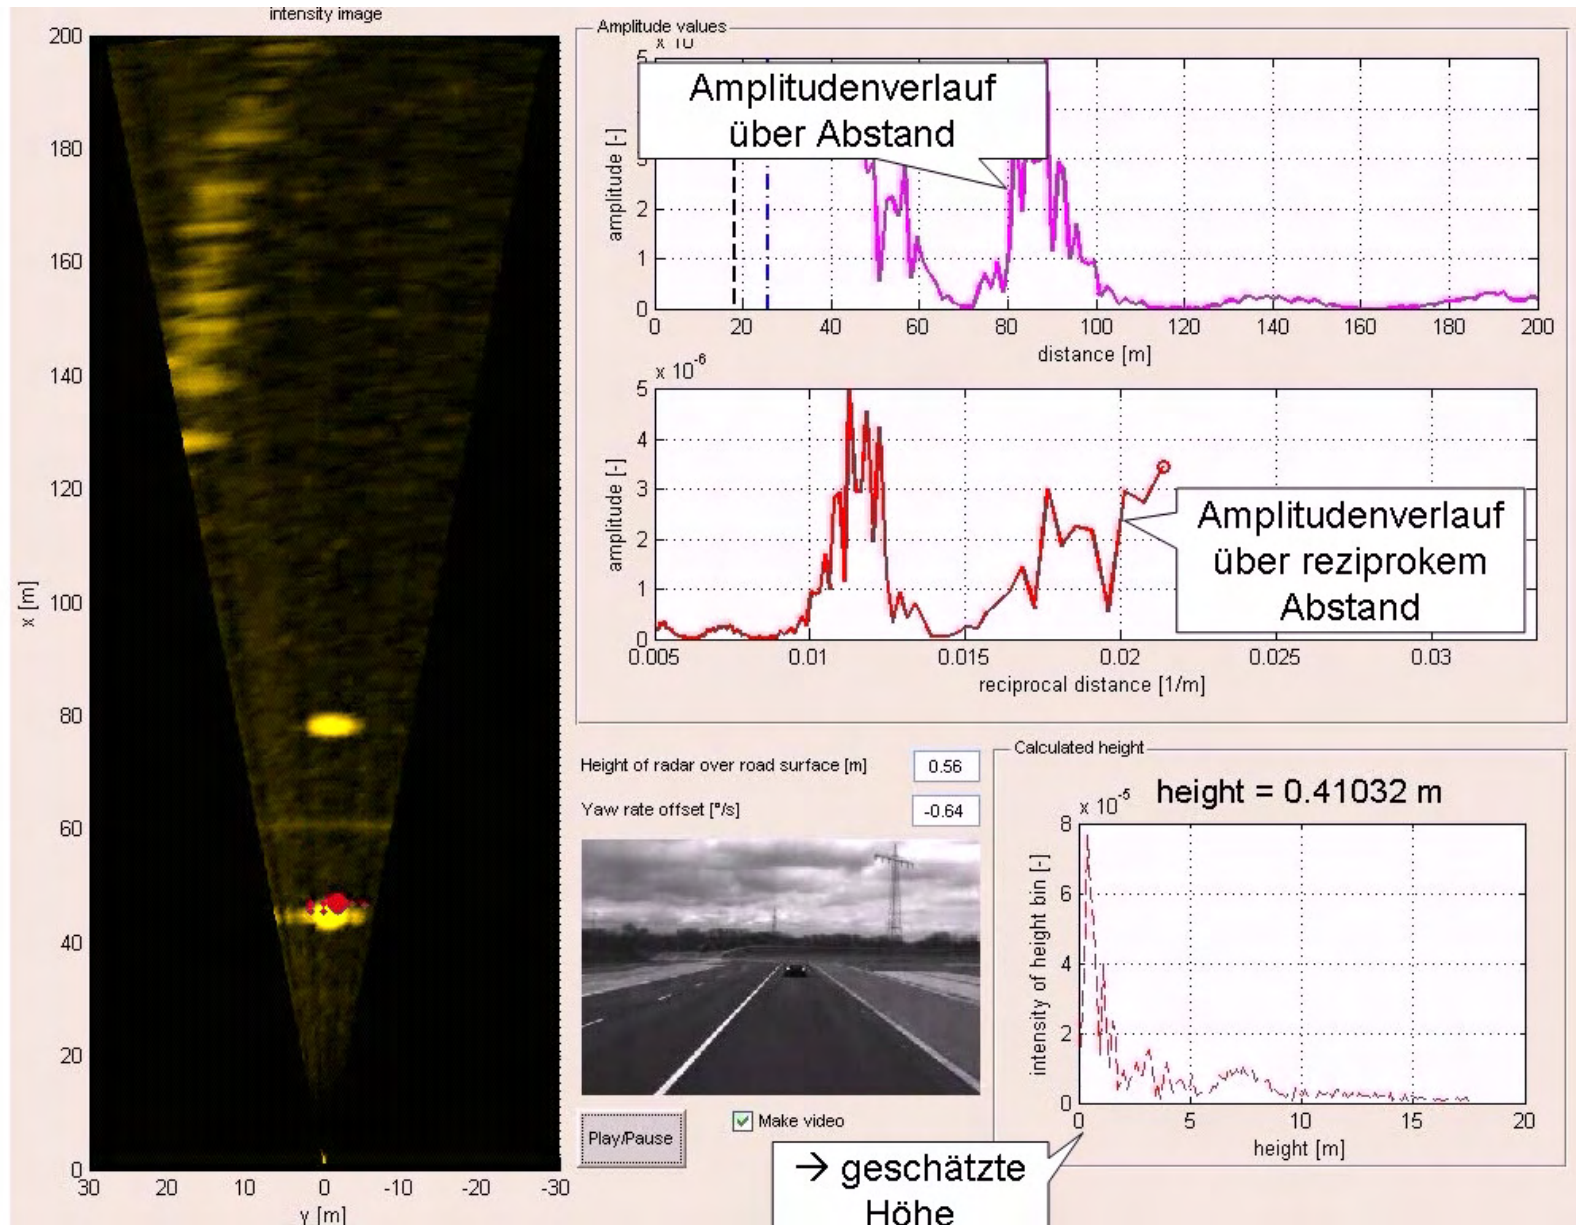 intensity image
200
180
160
140
120
100
80
60
40
20
0
x [m]
30 20 10 0 -10 -20 -30
y [m]
Amplitude values
5
Amplitudenverlauf
über Abstand
amplitude [-]
3
2
1
0
0 20 40 60 80 100 120 140 160 180 200
distance [m]
x 10-6
5
4
3
2
1
0
amplitude [-]
Amplitudenverlauf
über reziprokem
Abstand
0.005 0.01 0.015 0.02 0.025 0.03
reciprocal distance [1/m]
Height of radar over road surface [m] 0.56
Yaw rate offset [°/s] -0.64
Play/Pause
Make video
Calculated height
x 10-5 height = 0.41032 m
8
6
4
2
0
intensity of height bin [-]
0 5 10 15 20
height [m]
→ geschätzte
Höhe